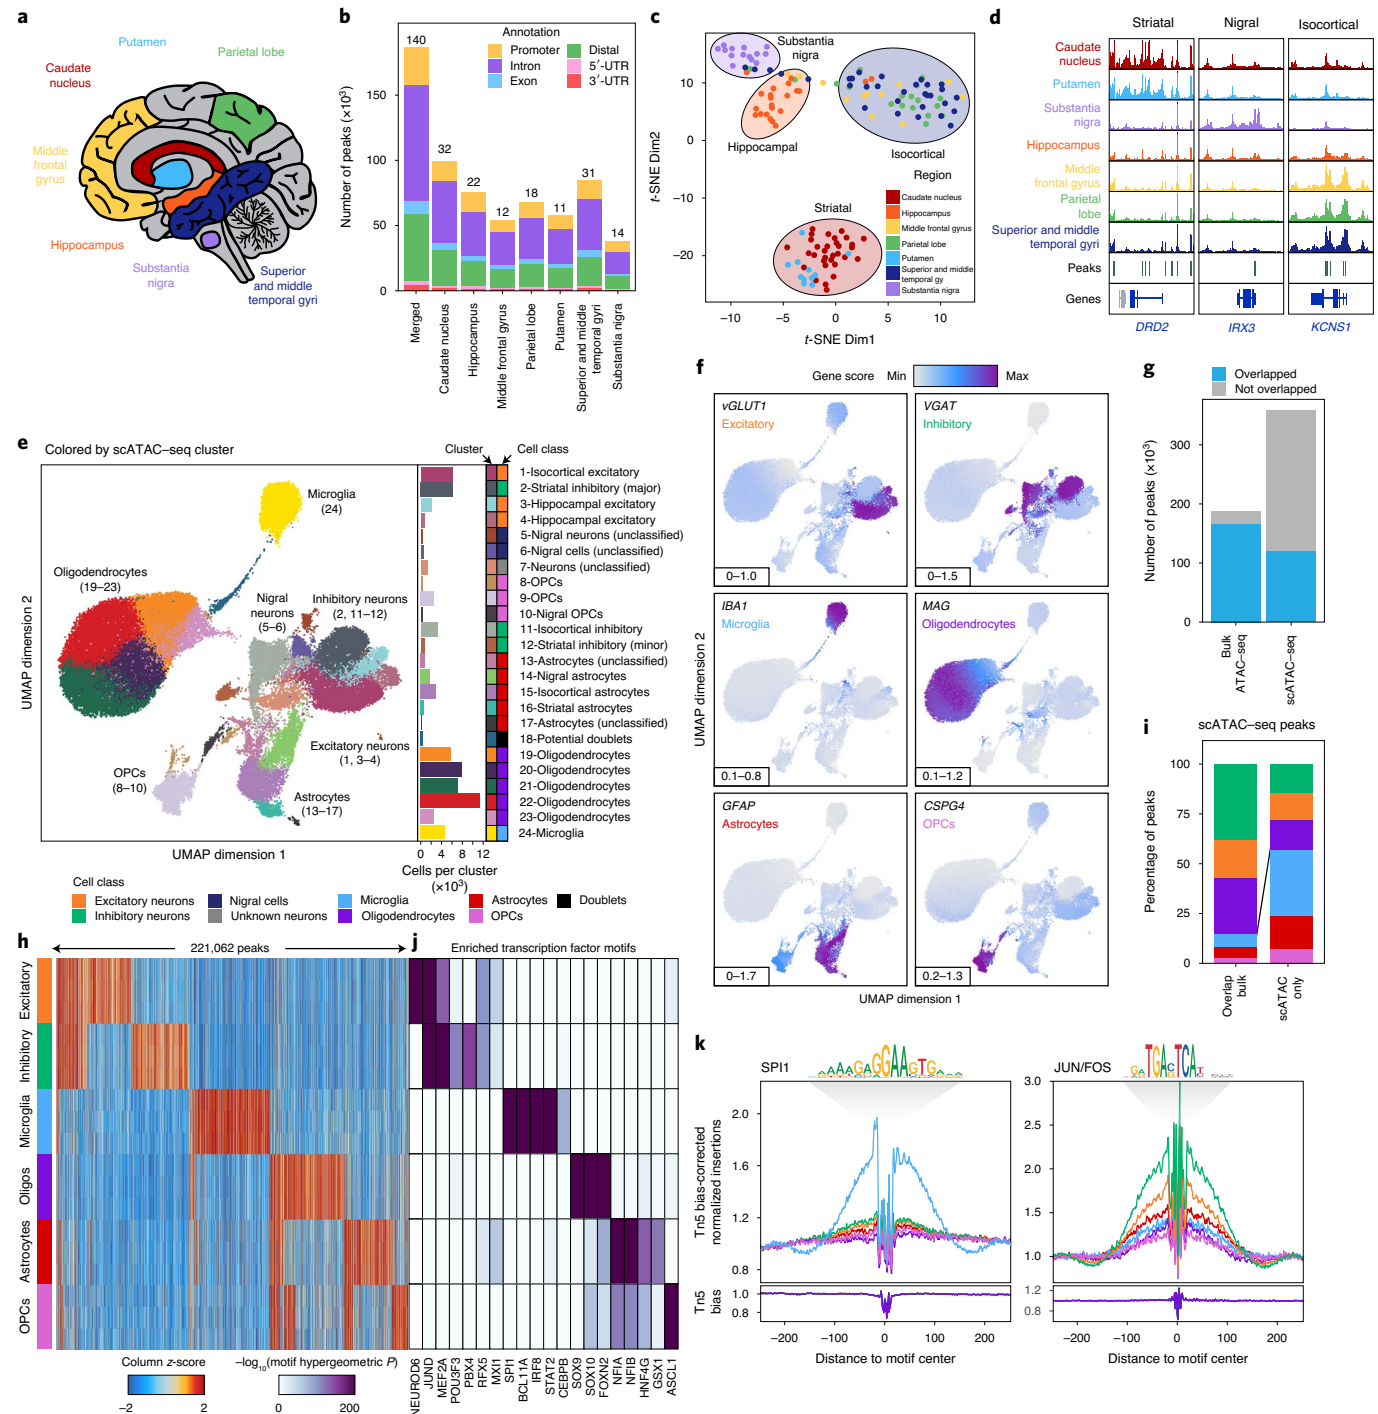 a
Putamen
Parietal lobe
Caudate
nucleus
Middle
frontal
gyrus
Hippocampus
Substantia
nigra
Superior
and middle
temporal gyri
b
Annotation
Promoter
Intron
Exon
Distal
5′-UTR
3′-UTR
140
32
22
12
18
11
31
14
Number of peaks (×10³)
150
100
50
0
Merged
Caudate nucleus
Hippocampus
Middle frontal gyrus
Parietal lobe
Putamen
Superior and middle
temporal gyri
Substantia nigra
c
Substantia
nigra
Hippocampal
Isocortical
Striatal
Region
Caudate nucleus
Hippocampus
Middle frontal gyrus
Parietal lobe
Putamen
Superior and middle
temporal gy
Substantia nigra
t-SNE Dim2
10
0
−10
−20
−10
−5
0
5
10
t-SNE Dim1
d
Striatal
Nigral
Isocortical
Caudate
nucleus
Putamen
Substantia
nigra
Hippocampus
Middle
frontal gyrus
Parietal
lobe
Superior and middle
temporal gyri
Peaks
Genes
DRD2
IRX3
KCNS1
e
Colored by scATAC–seq cluster
Cluster
Cell class
Microglia
(24)
Oligodendrocytes
(19–23)
Nigral
neurons
(5–6)
Inhibitory neurons
(2, 11–12)
Excitatory neurons
(1, 3–4)
OPCs
(8–10)
Astrocytes
(13–17)
UMAP dimension 2
UMAP dimension 1
1-Isocortical excitatory
2-Striatal inhibitory (major)
3-Hippocampal excitatory
4-Hippocampal excitatory
5-Nigral neurons (unclassified)
6-Nigral cells (unclassified)
7-Neurons (unclassified)
8-OPCs
9-OPCs
10-Nigral OPCs
11-Isocortical inhibitory
12-Striatal inhibitory (minor)
13-Astrocytes (unclassified)
14-Nigral astrocytes
15-Isocortical astrocytes
16-Striatal astrocytes
17-Astrocytes (unclassified)
18-Potential doublets
19-Oligodendrocytes
20-Oligodendrocytes
21-Oligodendrocytes
22-Oligodendrocytes
23-Oligodendrocytes
24-Microglia
0 4 8 12
Cells per cluster
(×10³)
Cell class
Excitatory neurons
Nigral cells
Microglia
Astrocytes
Doublets
Inhibitory neurons
Unknown neurons
Oligodendrocytes
OPCs
f
Gene score
Min
Max
vGLUT1
Excitatory
0–1.0
VGAT
Inhibitory
0–1.5
IBA1
Microglia
0.1–0.8
MAG
Oligodendrocytes
0.1–1.2
GFAP
Astrocytes
0–1.7
CSPG4
OPCs
0.2–1.3
UMAP dimension 2
UMAP dimension 1
g
Overlapped
Not overlapped
Number of peaks (×10³)
300
200
100
0
Bulk
ATAC–seq
scATAC–seq
h
221,062 peaks
Excitatory
Inhibitory
Microglia
Oligos
Astrocytes
OPCs
Column z-score
−2
2
i
scATAC–seq peaks
Percentage of peaks
100
75
50
25
0
Overlap
bulk
scATAC
only
j
Enriched transcription factor motifs
−log₁₀(motif hypergeometric P)
0
100
200
NEUROD6
JUND
MEF2A
POU3F3
PBX4
RFX5
MXI1
SPI1
BCL11A
IRF8
STAT2
CEBPB
SOX9
SOX10
FOXN2
NFIA
NFIB
HNF4G
GSX1
ASCL1
k
SPI1
JUN/FOS
Tn5 bias-corrected
normalized insertions
2.0
1.6
1.2
0.8
3.0
2.5
2.0
1.5
1.0
Tn5
bias
1.0
0.8
1.2
1.0
0.8
−200 −100 0 100 200
−200 −100 0 100 200
Distance to motif center
Distance to motif center